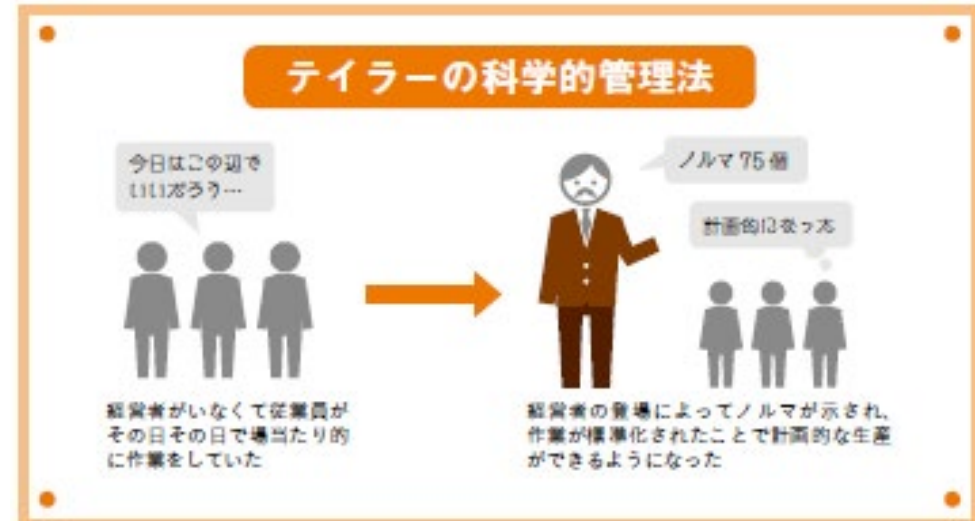 テイラーの科学的管理法
今日はこの辺で
いいだろう…
ノルマ 75 個
計画的になった
経営者がいなくて従業員が
その日その日で場当たり的
に作業をしていた
経営者の登場によってノルマが示され、
作業が標準化されたことで計画的な生産
ができるようになった